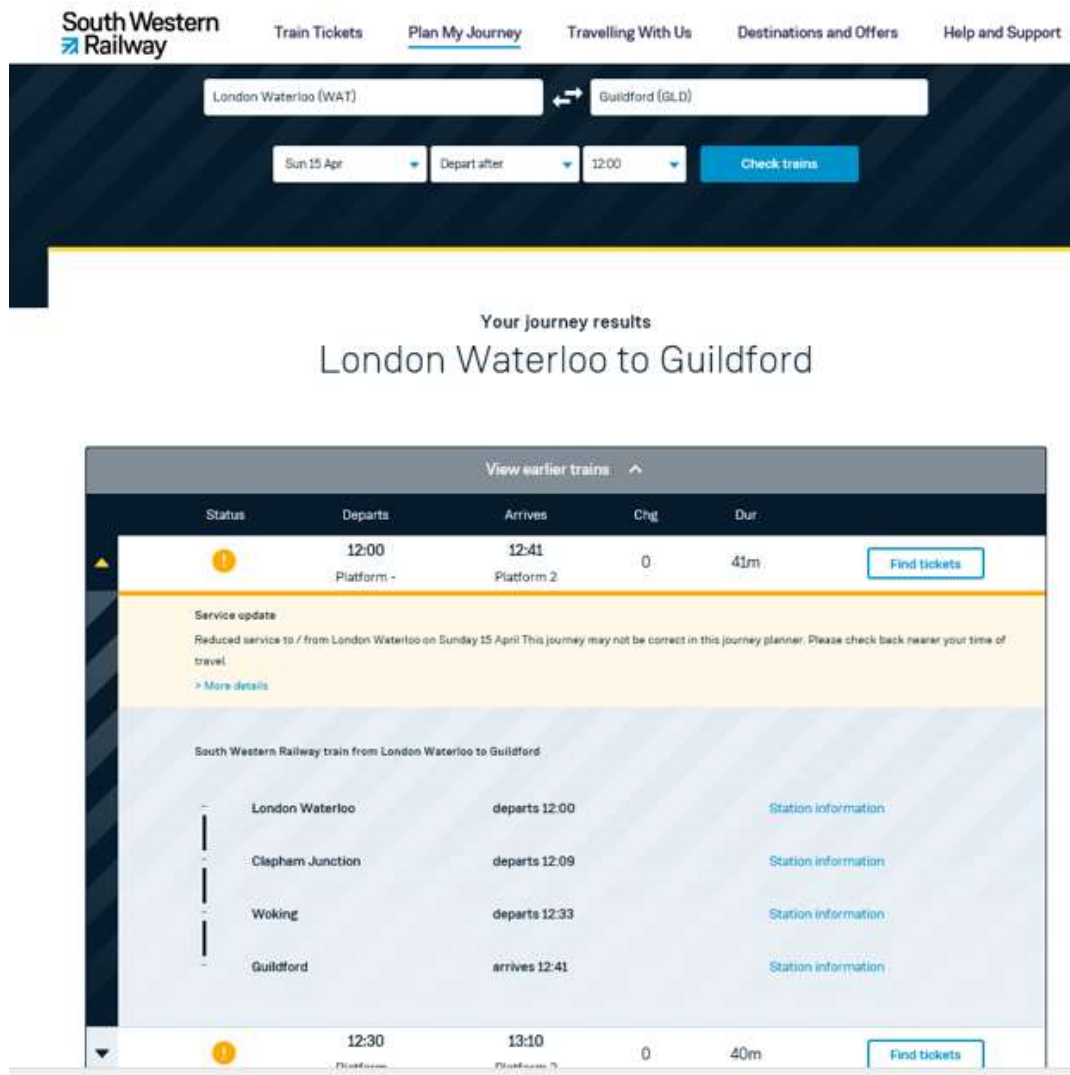 South Western
Railway
Train Tickets Plan My Journey Travelling With Us Destinations and Offers Help and Support
London Waterloo (WAT) Guildford (GLD)
Sun 15 Apr Depart after 12:00 Check trains
Your journey results
London Waterloo to Guildford
View earlier trains
Status Departs Arrives Chg Dur
12:00 12:41 0 41m Find tickets
Platform - Platform 2
Service update
Reduced service to / from London Waterloo on Sunday 15 April This journey may not be correct in this journey planner. Please check back nearer your time of
travel
> More details
South Western Railway train from London Waterloo to Guildford
London Waterloo departs 12:00 Station information
Clapham Junction departs 12:09 Station information
Woking departs 12:33 Station information
Guildford arrives 12:41 Station information
12:30 13:10 0 40m Find tickets